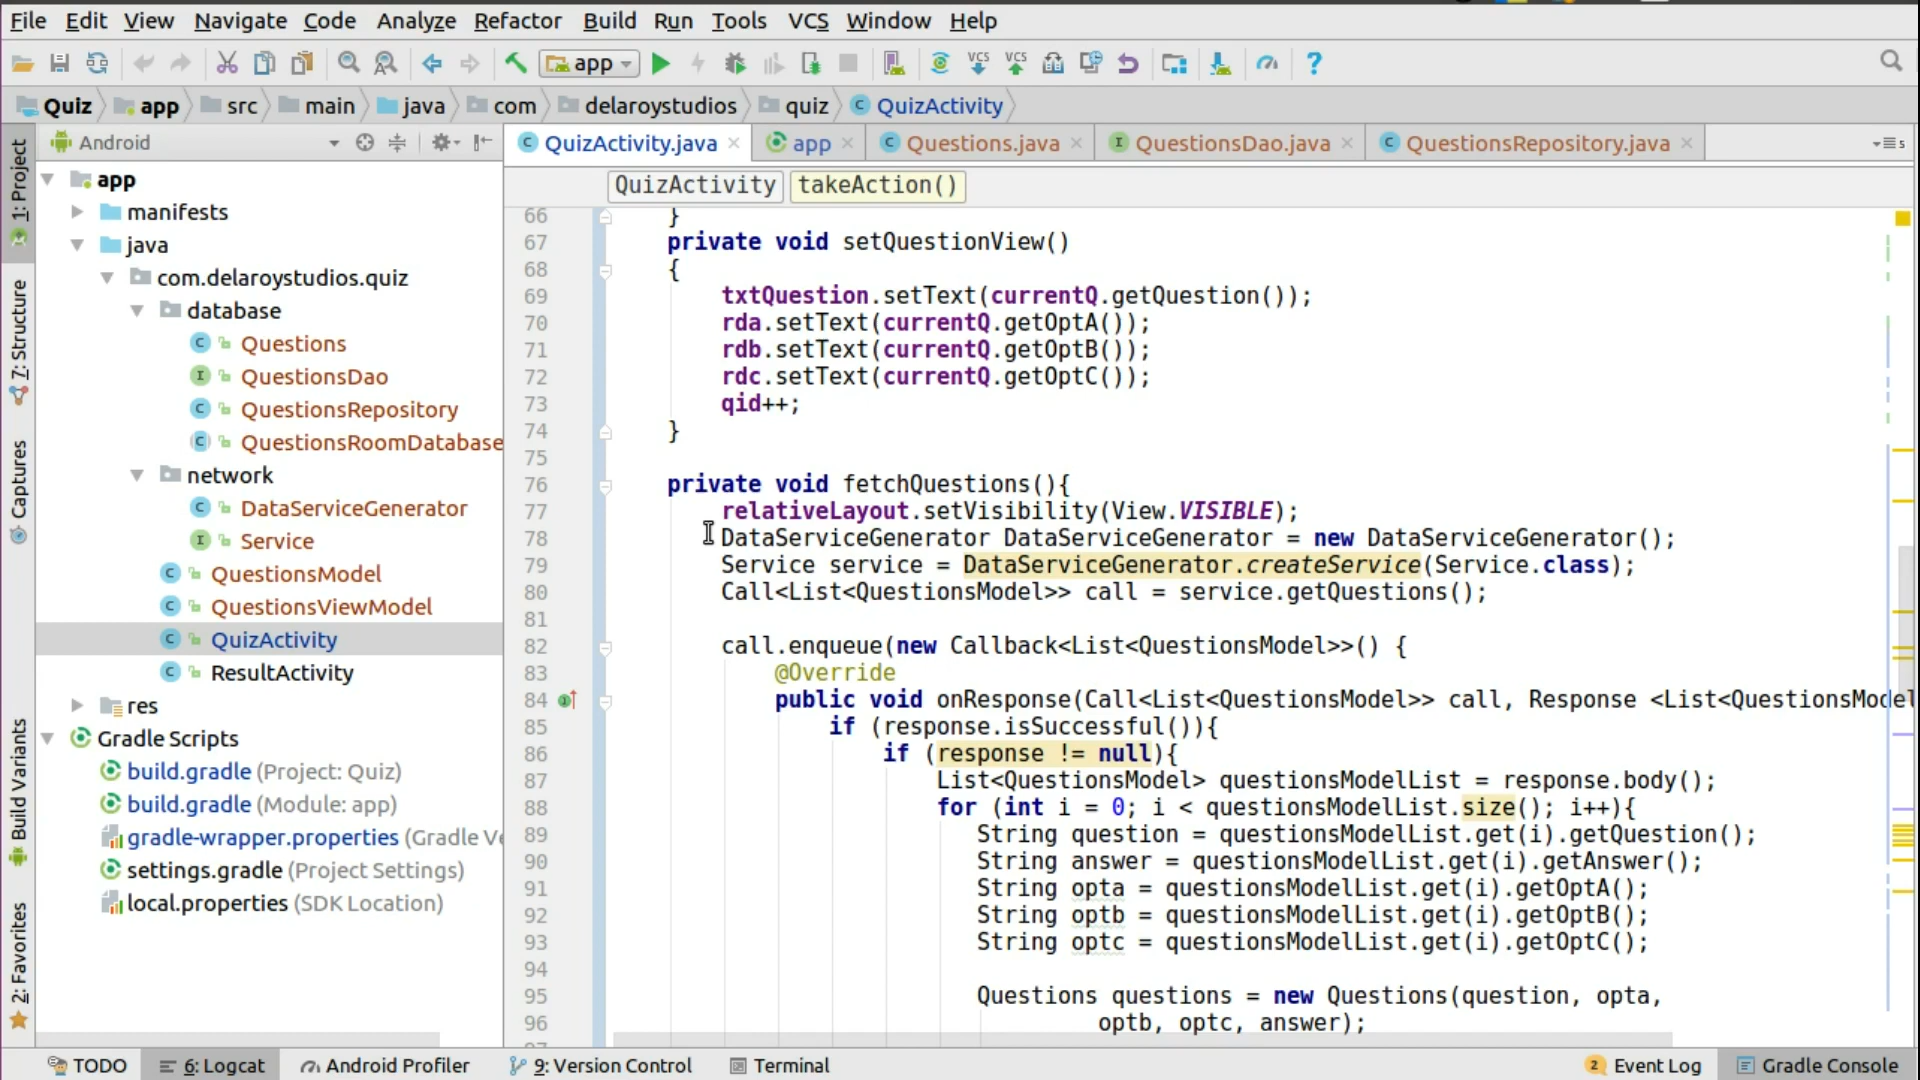 File Edit View Navigate Code Analyze Refactor Build Run Tools VCS Window Help
app VCS VCS ?
Quiz app src main java com delaroystudios quiz C QuizActivity
Android
C QuizActivity.java app C Questions.java I QuestionsDao.java C QuestionsRepository.java 5
QuizActivity takeAction()
1: Project
7: Structure
Captures
Build Variants
2: Favorites
app
manifests
java
com.delaroystudios.quiz
database
C Questions
I QuestionsDao
C QuestionsRepository
C QuestionsRoomDatabase
network
C DataServiceGenerator
I Service
C QuestionsModel
C QuestionsViewModel
C QuizActivity
C ResultActivity
res
Gradle Scripts
build.gradle (Project: Quiz)
build.gradle (Module: app)
gradle-wrapper.properties (Gradle Ve
settings.gradle (Project Settings)
local.properties (SDK Location)
66 }
67 private void setQuestionView()
68 {
69 txtQuestion.setText(currentQ.getQuestion());
70 rda.setText(currentQ.getOptA());
71 rdb.setText(currentQ.getOptB());
72 rdc.setText(currentQ.getOptC());
73 qid++;
74 }
75
76 private void fetchQuestions(){
77 relativeLayout.setVisibility(View.VISIBLE);
78 DataServiceGenerator DataServiceGenerator = new DataServiceGenerator();
79 Service service = DataServiceGenerator.createService(Service.class);
80 Call<List<QuestionsModel>> call = service.getQuestions();
81
82 call.enqueue(new Callback<List<QuestionsModel>>() {
83 @Override
84 public void onResponse(Call<List<QuestionsModel>> call, Response <List<QuestionsModel
85 if (response.isSuccessful()){
86 if (response != null){
87 List<QuestionsModel> questionsModelList = response.body();
88 for (int i = 0; i < questionsModelList.size(); i++){
89 String question = questionsModelList.get(i).getQuestion();
90 String answer = questionsModelList.get(i).getAnswer();
91 String opta = questionsModelList.get(i).getOptA();
92 String optb = questionsModelList.get(i).getOptB();
93 String optc = questionsModelList.get(i).getOptC();
94
95 Questions questions = new Questions(question, opta,
96 optb, optc, answer);
TODO 6: Logcat Android Profiler 9: Version Control Terminal 2 Event Log Gradle Console